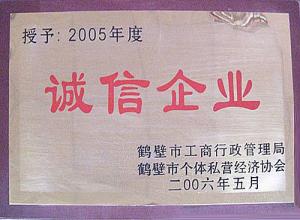 授予：2005年度
诚信企业
鹤壁市工商行政管理局
鹤壁市个体私营经济协会
二00六年五月